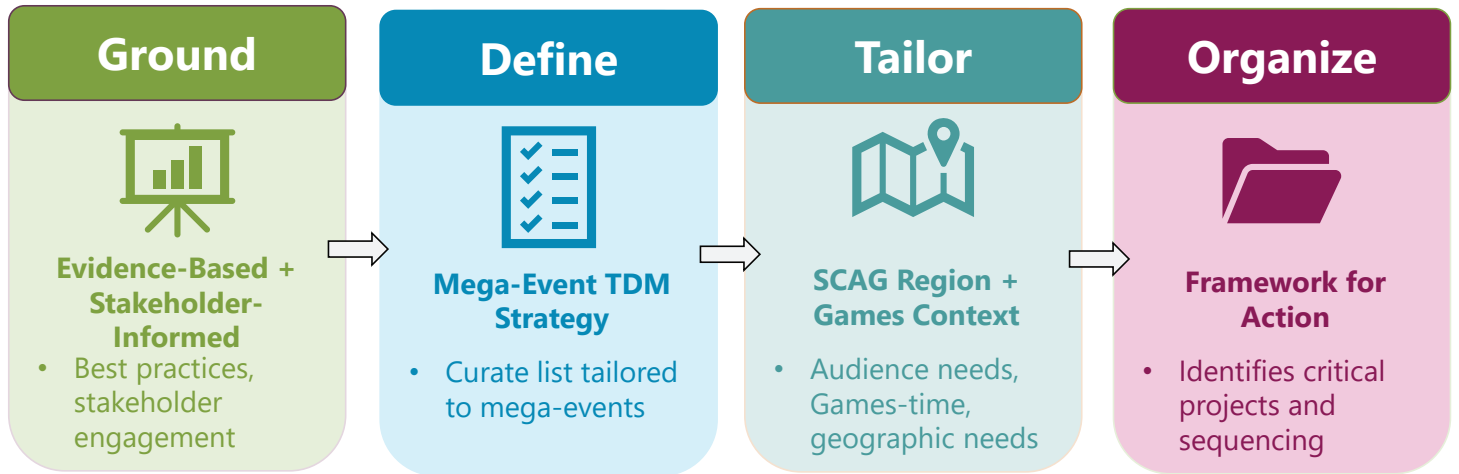 Ground
Evidence-Based +
Stakeholder-
Informed
• Best practices,
stakeholder
engagement
Define
Mega-Event TDM
Strategy
• Curate list tailored
to mega-events
Tailor
SCAG Region +
Games Context
• Audience needs,
Games-time,
geographic needs
Organize
Framework for
Action
• Identifies critical
projects and
sequencing